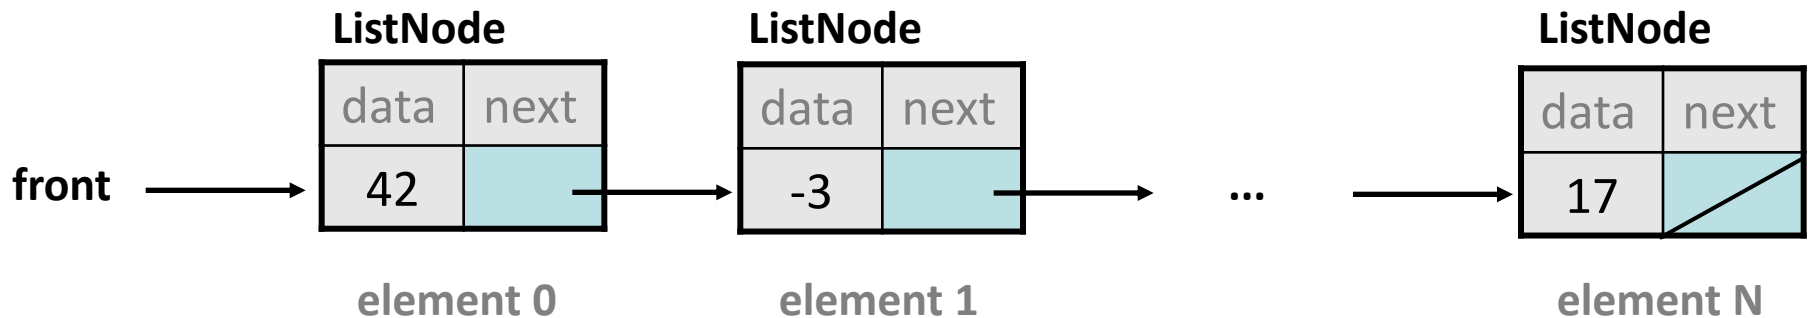 ListNode ListNode ListNode
data next data next data next
front 42 -3 ... 17
element 0 element 1 element N